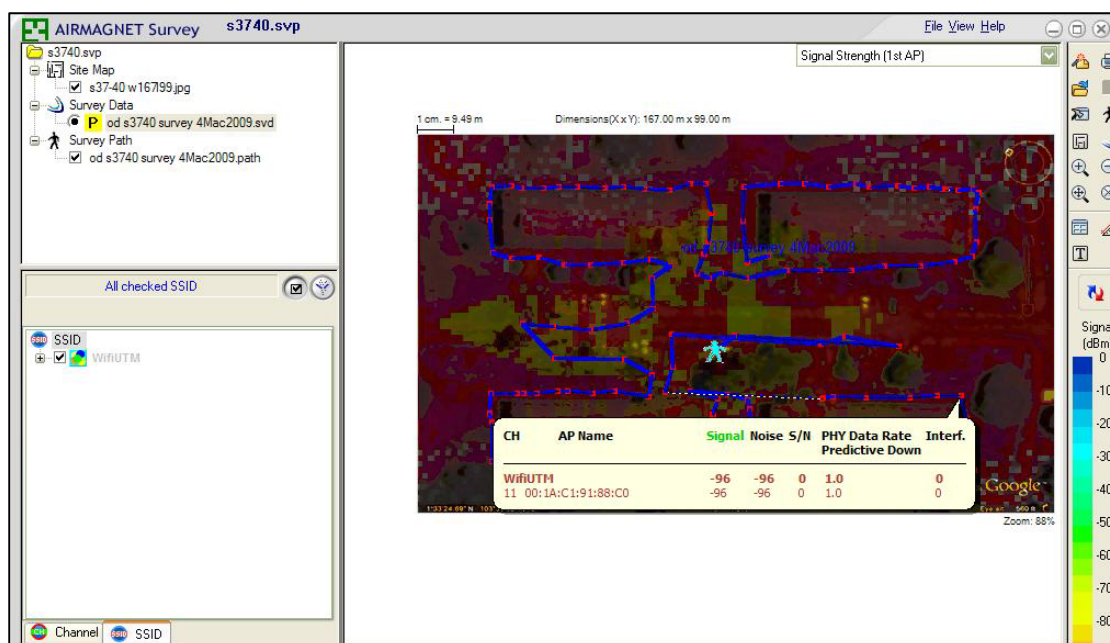 AIRMAGNET Survey s3740.svp File View Help
s3740.svp
Site Map
s37-40 w167l99.jpg
Survey Data
P od s3740 survey 4Mac2009.svd
Survey Path
od s3740 survey 4Mac2009.path
All checked SSID
SSID SSID
WifiUTM
CH Channel SSID SSID
Signal Strength (1st AP)
1 cm. = 9.49 m Dimensions(X x Y): 167.00 m x 99.00 m
od s3740 survey 4Mac2009
CH AP Name Signal Noise S/N PHY Data Rate Interf.
Predictive Down
WifiUTM -96 -96 0 1.0 0
11 00:1A:C1:91:88:C0 -96 -96 0 1.0 0
Google
Zoom: 88%
T
Signa
(dBm
0
-10
-20
-30
-40
-50
-60
-70
-80